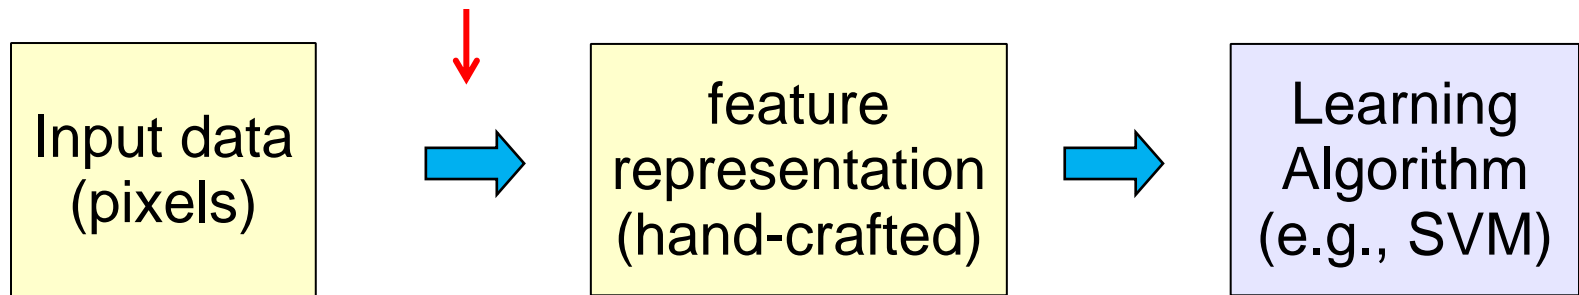 Input data
(pixels)
feature
representation
(hand-crafted)
Learning
Algorithm
(e.g., SVM)